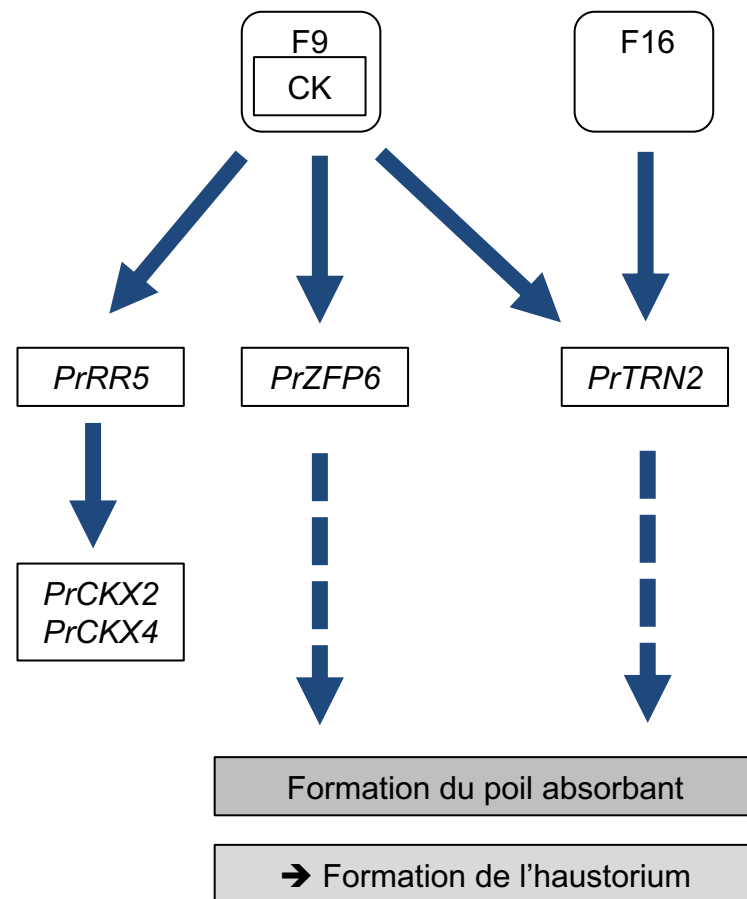 F9
CK
F16
PrRR5
PrZFP6
PrTRN2
PrCKX2
PrCKX4
Formation du poil absorbant
➔ Formation de l’haustorium